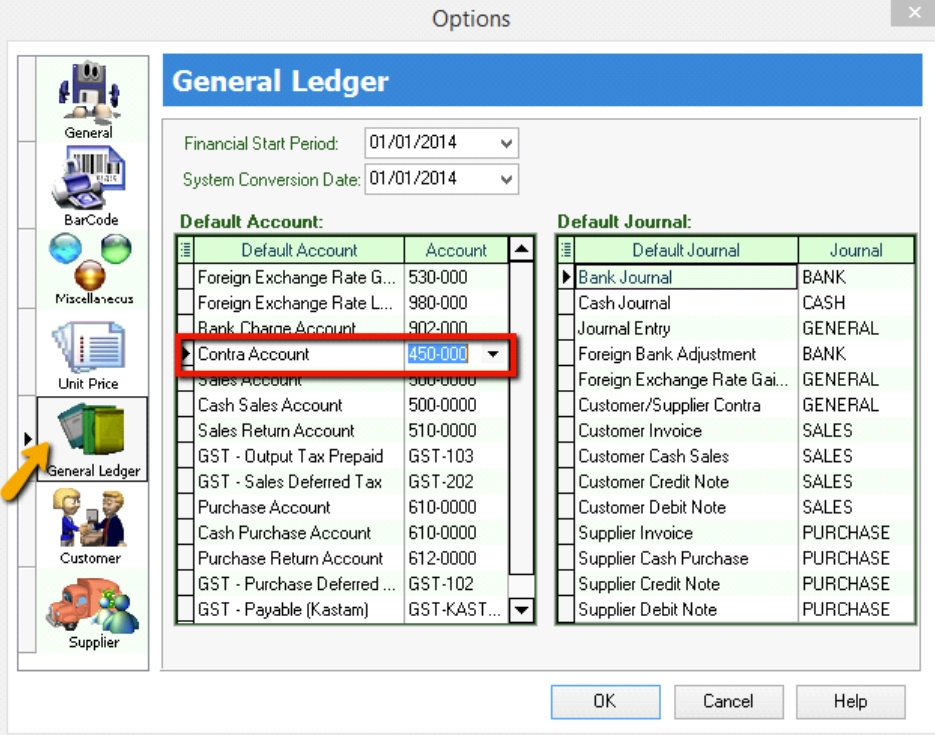 Options
General
BarCode
Miscellanecus
Unit Price
General Ledger
Customer
Supplier
General Ledger
Financial Start Period: 01/01/2014
System Conversion Date: 01/01/2014
Default Account:
Default Account Account
Foreign Exchange Rate G... 530-000
Foreign Exchange Rate L... 980-000
Bank Charge Account 902-000
Contra Account 450-000
Sales Account 500-0000
Cash Sales Account 500-0000
Sales Return Account 510-0000
GST - Output Tax Prepaid GST-103
GST - Sales Deferred Tax GST-202
Purchase Account 610-0000
Cash Purchase Account 610-0000
Purchase Return Account 612-0000
GST - Purchase Deferred ... GST-102
GST - Payable (Kastam) GST-KAST...
Default Journal:
Default Journal Journal
Bank Journal BANK
Cash Journal CASH
Journal Entry GENERAL
Foreign Bank Adjustment BANK
Foreign Exchange Rate Gai... GENERAL
Customer/Supplier Contra GENERAL
Customer Invoice SALES
Customer Cash Sales SALES
Customer Credit Note SALES
Customer Debit Note SALES
Supplier Invoice PURCHASE
Supplier Cash Purchase PURCHASE
Supplier Credit Note PURCHASE
Supplier Debit Note PURCHASE
OK Cancel Help